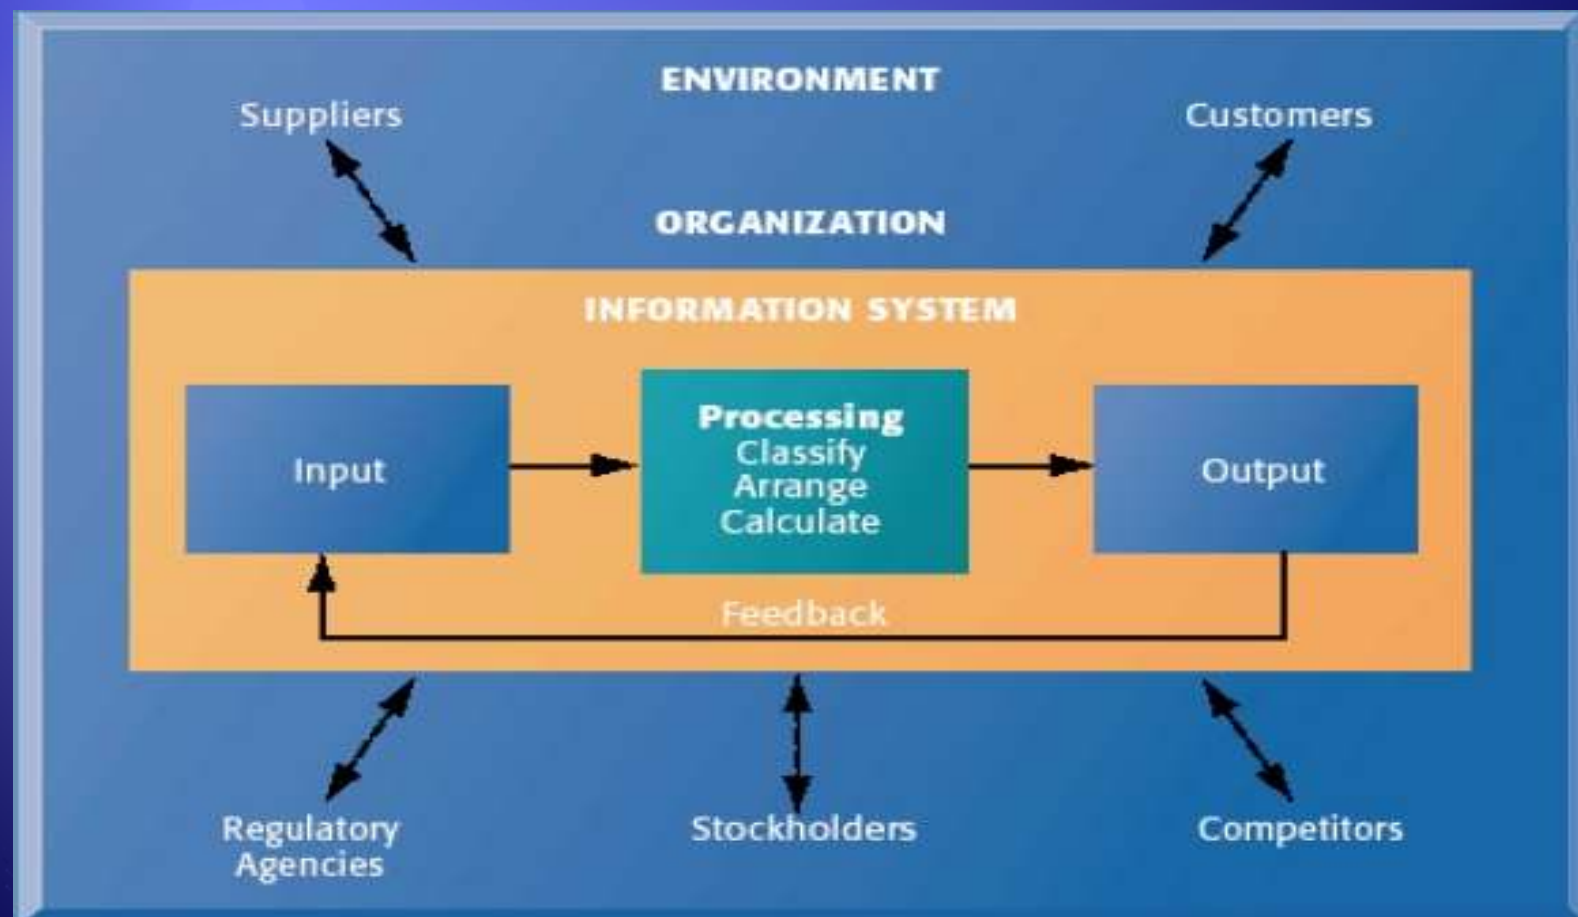 ENVIRONMENT
Suppliers
Customers
ORGANIZATION
INFORMATION SYSTEM
Input
Processing
Classify
Arrange
Calculate
Output
Feedback
Regulatory
Agencies
Stockholders
Competitors